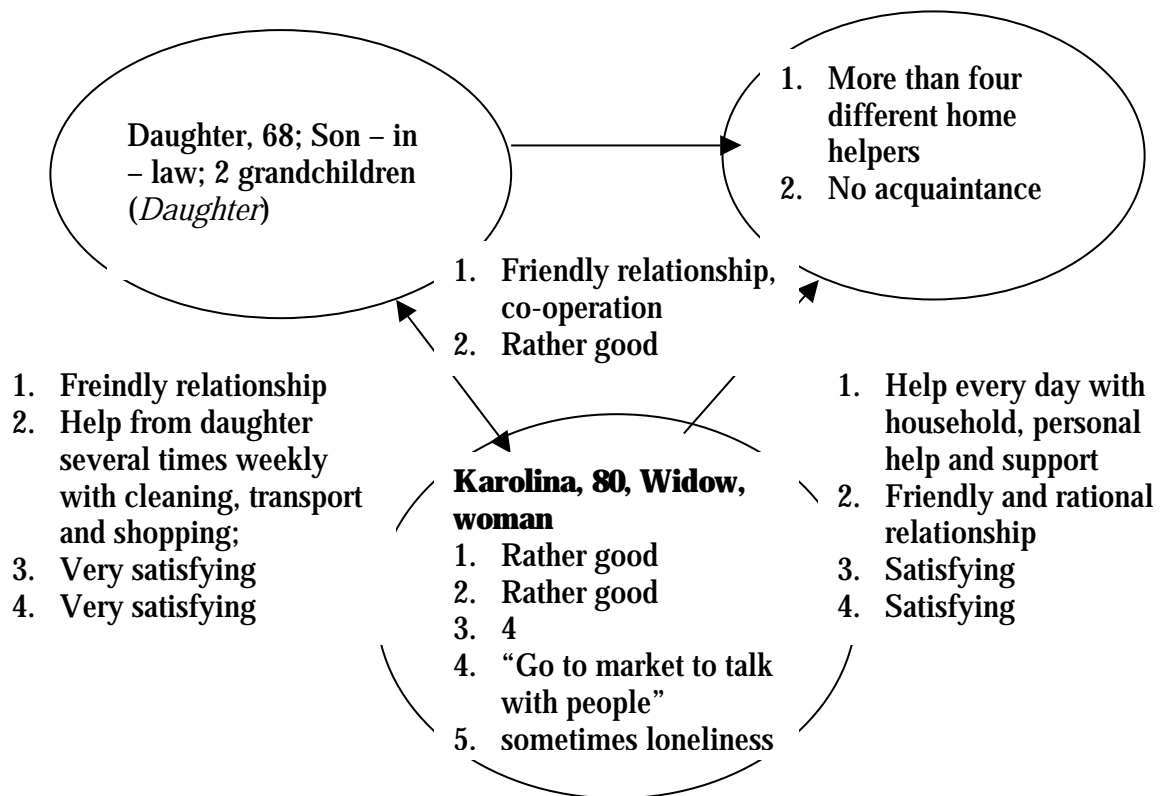 Daughter, 68; Son – in
– law; 2 grandchildren
(Daughter)
1. More than four
different home
helpers
2. No acquaintance
1. Friendly relationship,
co-operation
2. Rather good
1. Freindly relationship
2. Help from daughter
several times weekly
with cleaning, transport
and shopping;
3. Very satisfying
4. Very satisfying
Karolina, 80, Widow,
woman
1. Rather good
2. Rather good
3. 4
4. “Go to market to talk
with people”
5. sometimes loneliness
1. Help every day with
household, personal
help and support
2. Friendly and rational
relationship
3. Satisfying
4. Satisfying